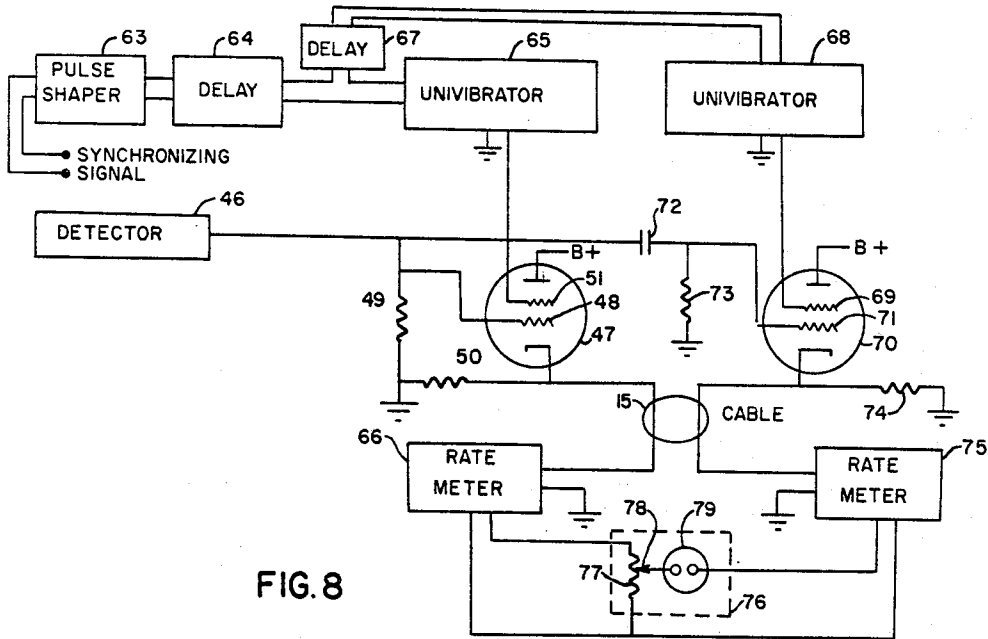 63
PULSE
SHAPER
64
DELAY
DELAY
67
65
UNIVIBRATOR
68
UNIVIBRATOR
SYNCHRONIZING
SIGNAL
46
DETECTOR
72
B+
51
48
47
49
50
73
B+
69
71
70
74
15
CABLE
66
RATE
METER
75
RATE
METER
78
79
77
76
FIG. 8